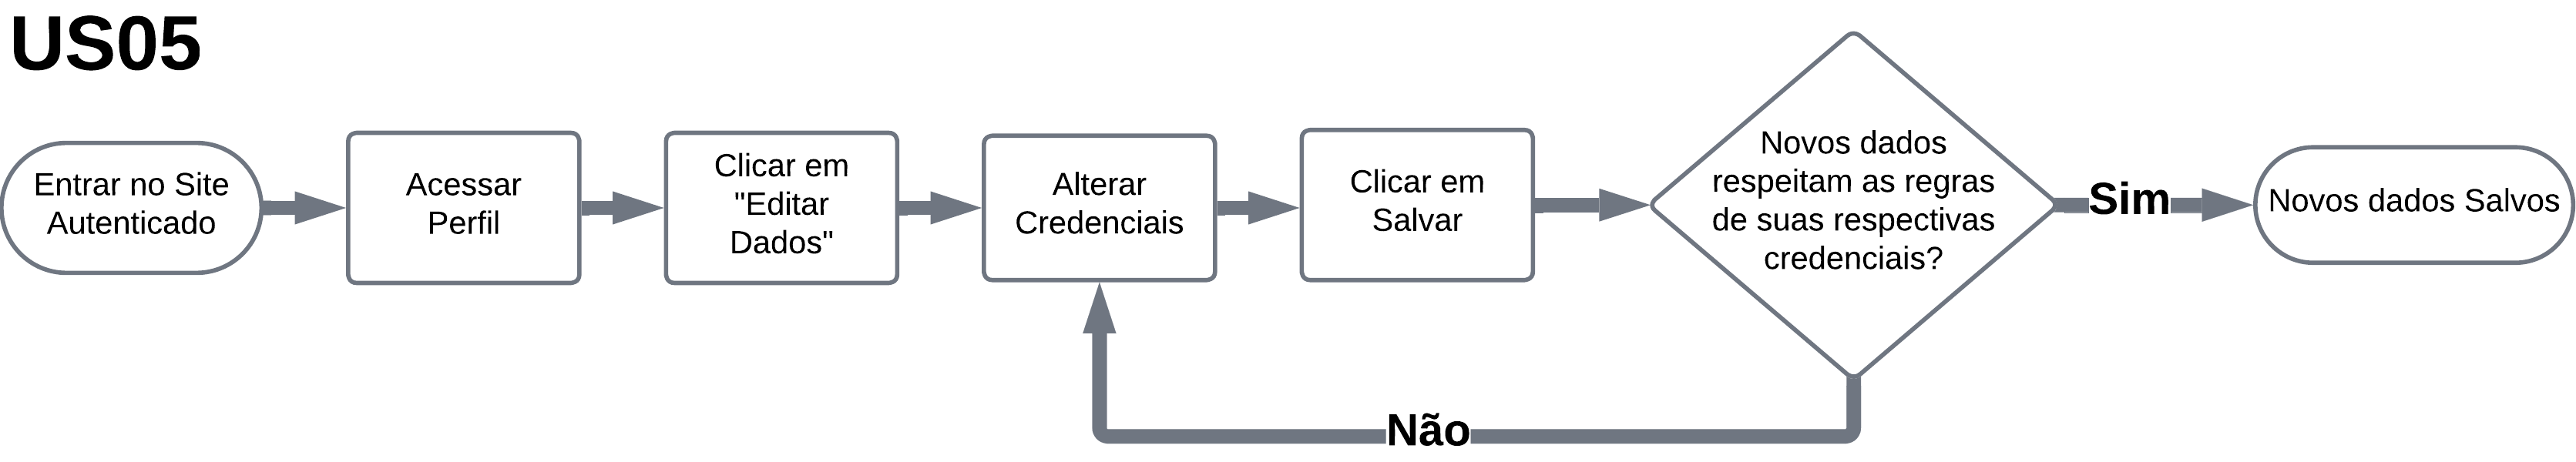 US05
Entrar no Site
Autenticado
Acessar
Perfil
Clicar em
"Editar
Dados"
Alterar
Credenciais
Clicar em
Salvar
Novos dados
respeitam as regras
de suas respectivas
credenciais?
Sim
Novos dados Salvos
Não